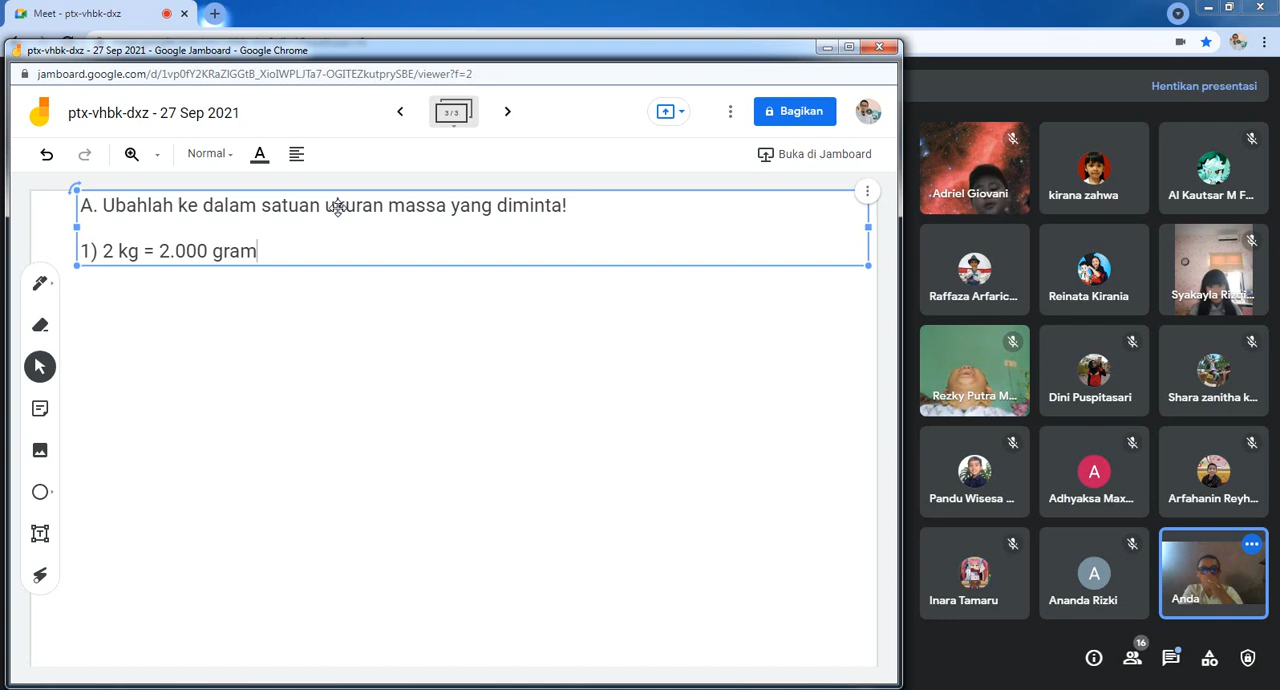 Meet - ptx-vhbk-dxz
ptx-vhbk-dxz - 27 Sep 2021 - Google Jamboard - Google Chrome
jamboard.google.com/d/1vp0fY2KRaZlGGtB_XioIWPLJTa7-OGITEZkutprySBE/viewer?f=2
Hentikan presentasi
ptx-vhbk-dxz - 27 Sep 2021
3 / 3
Bagikan
Normal
A
Buka di Jamboard
A. Ubahlah ke dalam satuan ukuran massa yang diminta!
1) 2 kg = 2.000 gram
Adriel Giovani
kirana zahwa
Al Kautsar M F...
Raffaza Arfaric...
Reinata Kirania
Syakayla Rizqi...
Rezky Putra M...
Dini Puspitasari
Shara zanitha k...
Pandu Wisesa ...
A
Adhyaksa Max...
Arfahanin Reyh...
Inara Tamaru
A
Ananda Rizki
Anda
16